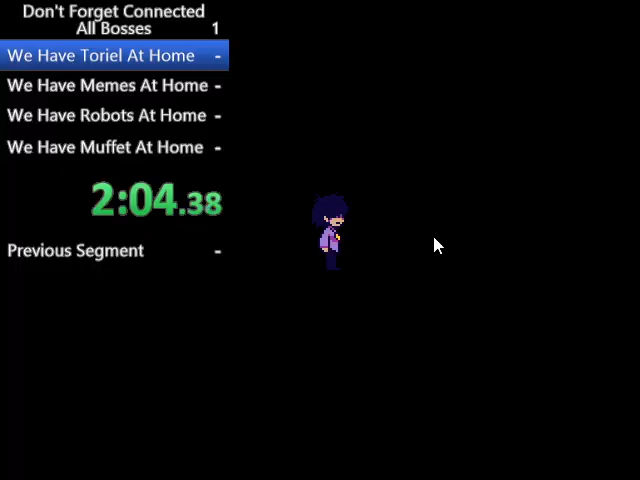 Don't Forget Connected
All Bosses 1
We Have Toriel At Home -
We Have Memes At Home -
We Have Robots At Home -
We Have Muffet At Home -
2:04.38
Previous Segment -